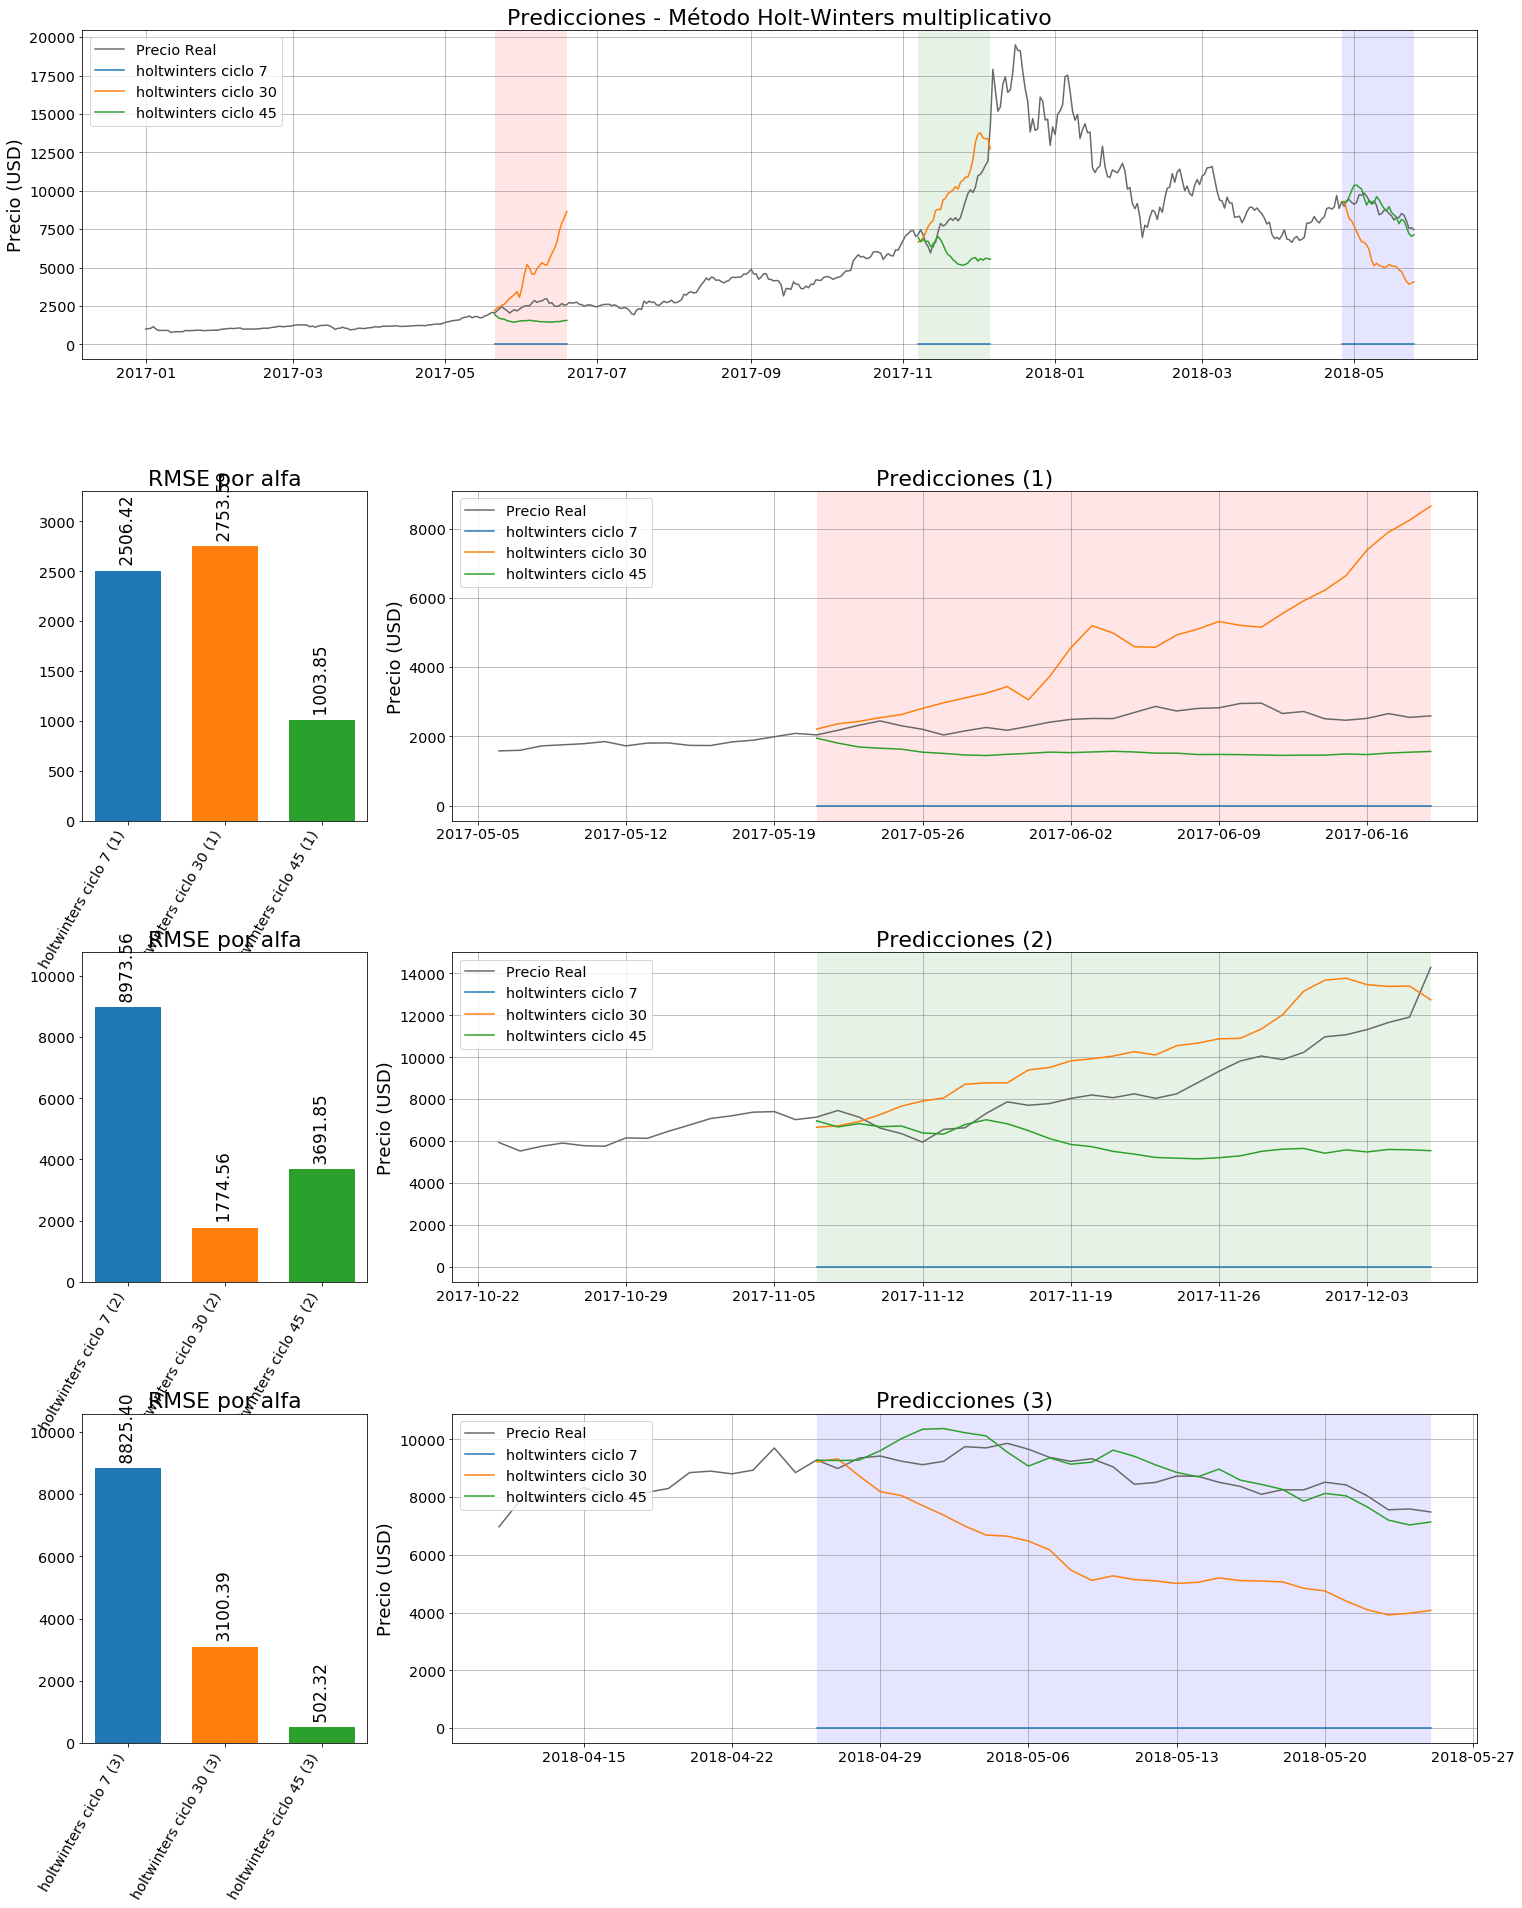 Predicciones - Método Holt-Winters multiplicativo
Precio (USD)
20000
17500
15000
12500
10000
7500
5000
2500
0
Precio Real
holtwinters ciclo 7
holtwinters ciclo 30
holtwinters ciclo 45
2017-01
2017-03
2017-05
2017-07
2017-09
2017-11
2018-01
2018-03
2018-05
RMSE por alfa
3000
2500
2000
1500
1000
500
0
2506.42
2753.59
1003.85
holtwinters ciclo 7 (1)
winters ciclo 30 (1)
winters ciclo 45 (1)
Predicciones (1)
Precio (USD)
8000
6000
4000
2000
0
Precio Real
holtwinters ciclo 7
holtwinters ciclo 30
holtwinters ciclo 45
2017-05-05
2017-05-12
2017-05-19
2017-05-26
2017-06-02
2017-06-09
2017-06-16
RMSE por alfa
10000
8000
6000
4000
2000
0
8973.56
1774.56
3691.85
holtwinters ciclo 7 (2)
winters ciclo 30 (2)
winters ciclo 45 (2)
Predicciones (2)
Precio (USD)
14000
12000
10000
8000
6000
4000
2000
0
Precio Real
holtwinters ciclo 7
holtwinters ciclo 30
holtwinters ciclo 45
2017-10-22
2017-10-29
2017-11-05
2017-11-12
2017-11-19
2017-11-26
2017-12-03
RMSE por alfa
10000
8000
6000
4000
2000
0
8825.40
3100.39
502.32
holtwinters ciclo 7 (3)
holtwinters ciclo 30 (3)
holtwinters ciclo 45 (3)
Predicciones (3)
Precio (USD)
10000
8000
6000
4000
2000
0
Precio Real
holtwinters ciclo 7
holtwinters ciclo 30
holtwinters ciclo 45
2018-04-15
2018-04-22
2018-04-29
2018-05-06
2018-05-13
2018-05-20
2018-05-27